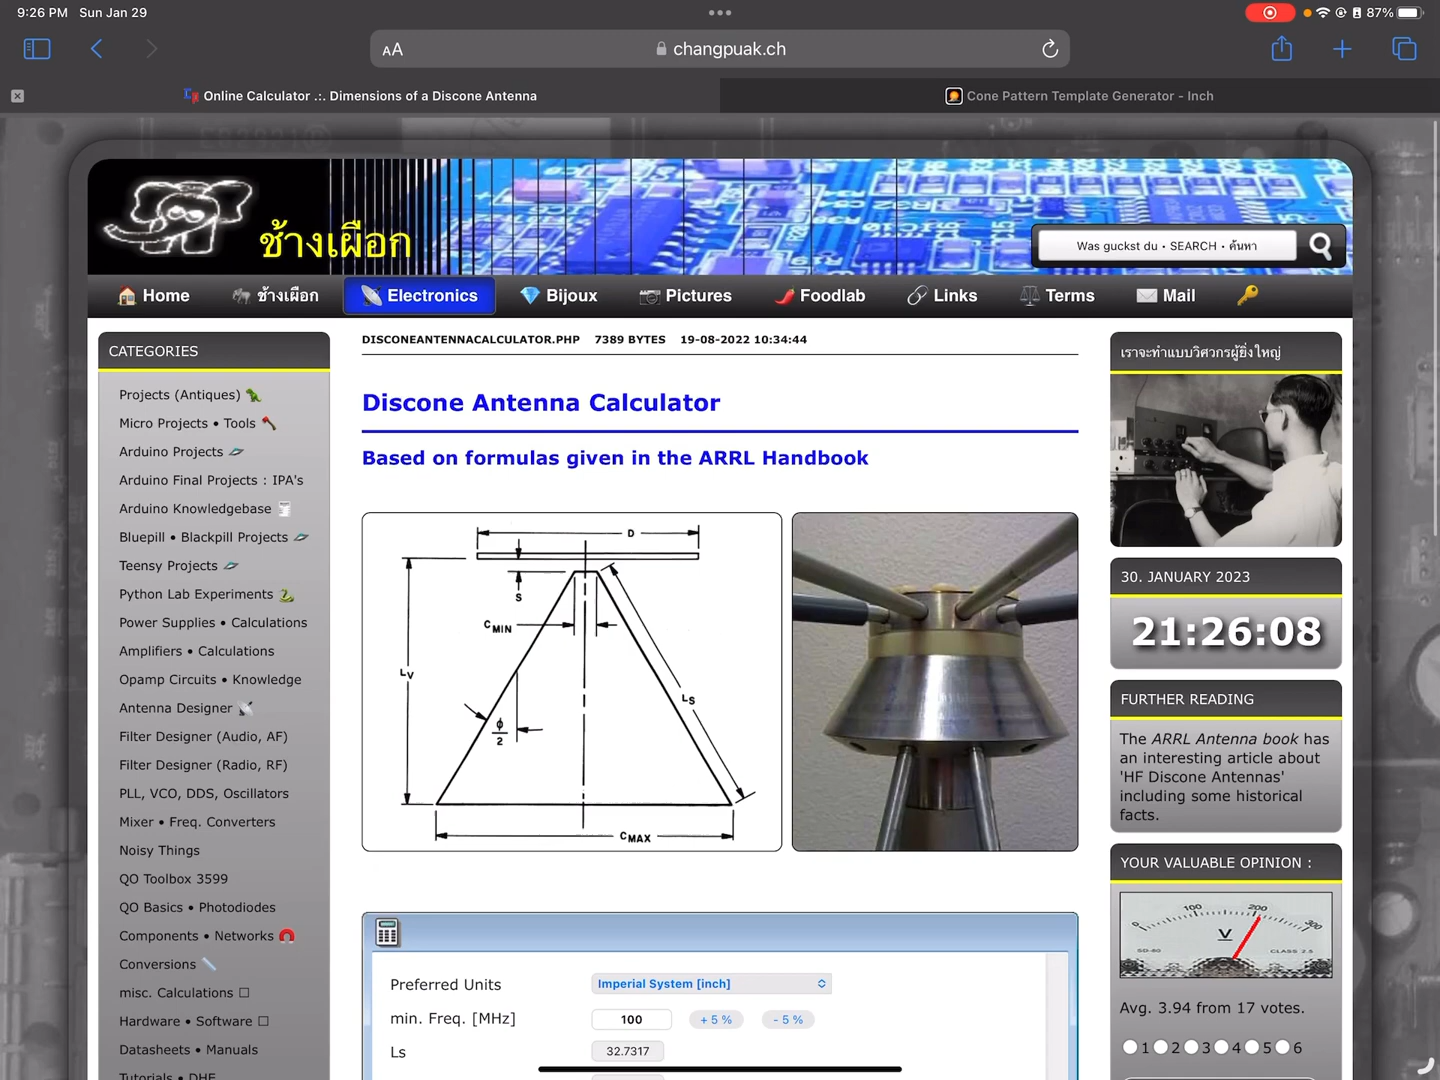 9:26 PM Sun Jan 29
87%
AA changpuak.ch
Online Calculator .:. Dimensions of a Discone Antenna
Cone Pattern Template Generator - Inch
ช้างเผือก
Was guckst du • SEARCH • ค้นหา
Home ช้างเผือก Electronics Bijoux Pictures Foodlab Links Terms Mail
CATEGORIES
Projects (Antiques)
Micro Projects • Tools
Arduino Projects
Arduino Final Projects : IPA's
Arduino Knowledgebase
Bluepill • Blackpill Projects
Teensy Projects
Python Lab Experiments
Power Supplies • Calculations
Amplifiers • Calculations
Opamp Circuits • Knowledge
Antenna Designer
Filter Designer (Audio, AF)
Filter Designer (Radio, RF)
PLL, VCO, DDS, Oscillators
Mixer • Freq. Converters
Noisy Things
QO Toolbox 3599
QO Basics • Photodiodes
Components • Networks
Conversions
misc. Calculations
Hardware • Software
Datasheets • Manuals
Tutorials • DHE
DISCONEANTENNACALCULATOR.PHP 7389 BYTES 19-08-2022 10:34:44
Discone Antenna Calculator
Based on formulas given in the ARRL Handbook
D
S
CMIN
LV
LS
ϕ
2
CMAX
Preferred Units Imperial System [inch]
min. Freq. [MHz] 100 + 5 % - 5 %
Ls 32.7317
เราจะทำแบบวิศวกรผู้ยิ่งใหญ่
30. JANUARY 2023
21:26:08
FURTHER READING
The ARRL Antenna book has
an interesting article about
'HF Discone Antennas'
including some historical
facts.
YOUR VALUABLE OPINION :
0 100 200 300
V
SD-80 CLASS 2.5
Avg. 3.94 from 17 votes.
1 2 3 4 5 6